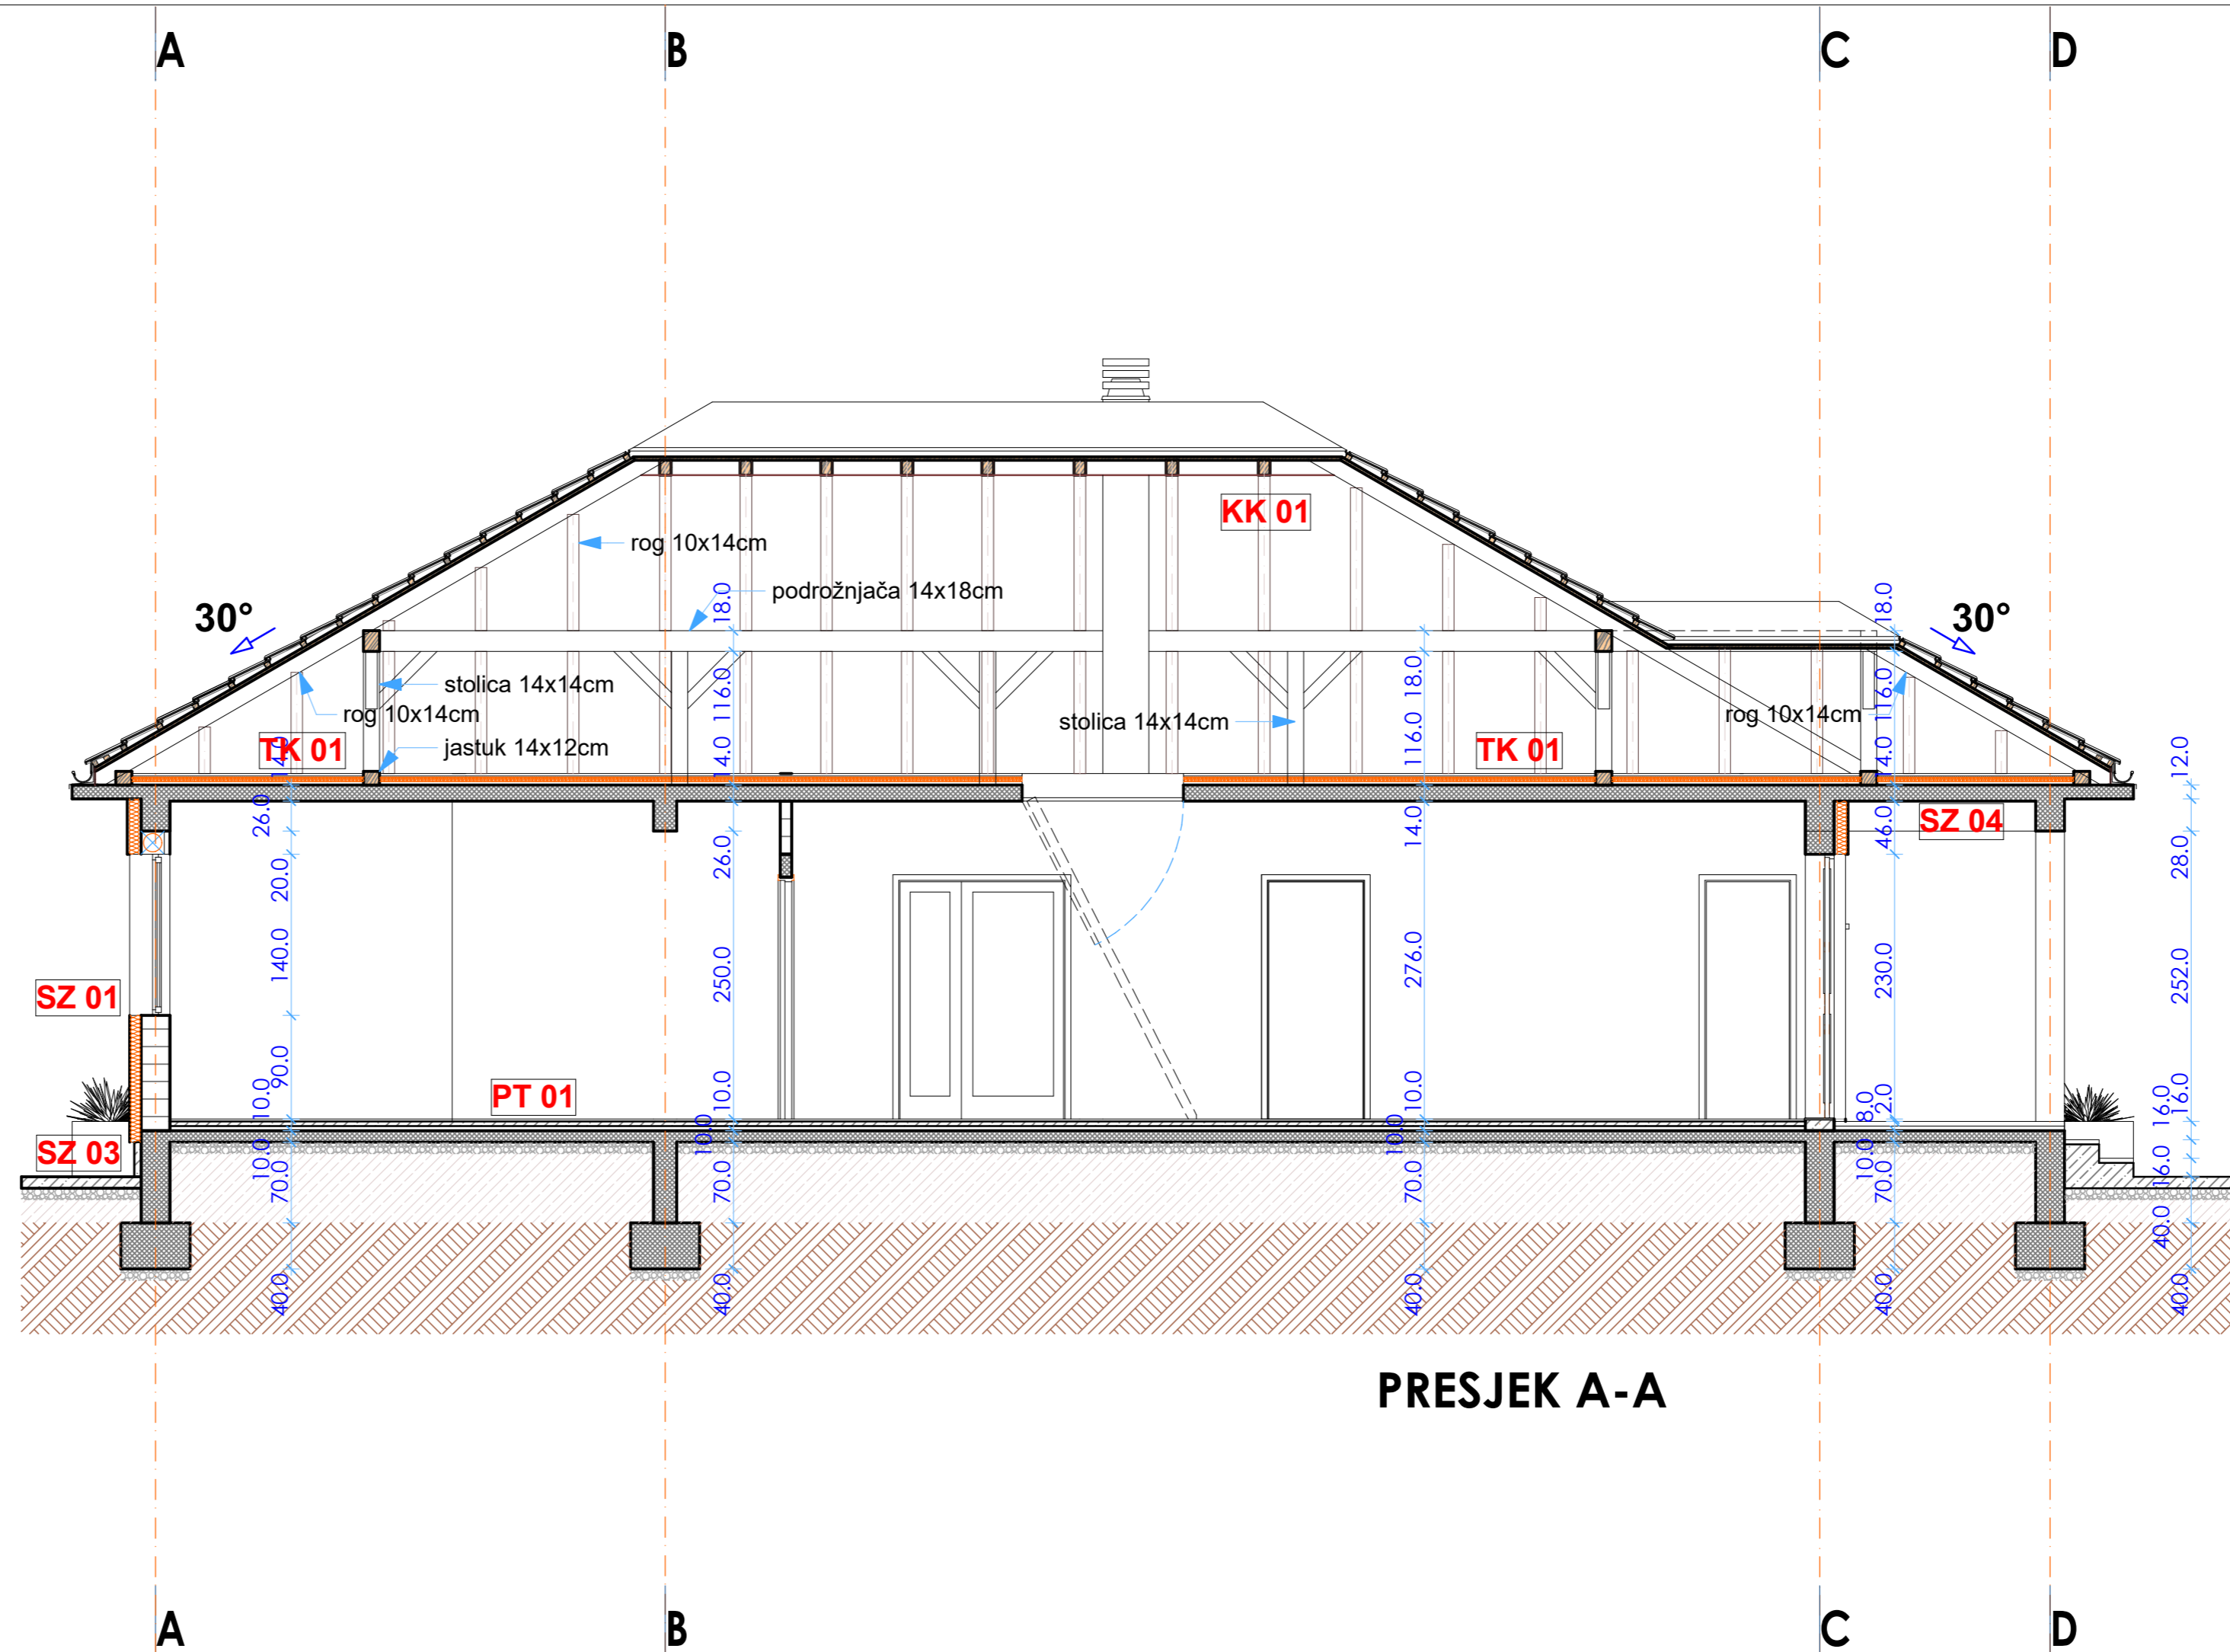 A B C D
KK 01
rog 10x14cm
podrožnjača 14x18cm
30°
30°
stolica 14x14cm
rog 10x14cm
stolica 14x14cm
rog 10x14cm
TK 01
jastuk 14x12cm
TK 01
SZ 04
SZ 01
PT 01
SZ 03
14.0
26.0
20.0
140.0
90.0
10.0
10.0
70.0
40.0
18.0
116.0
14.0
26.0
250.0
10.0
10.0
70.0
40.0
18.0
116.0
14.0
276.0
10.0
10.0
70.0
40.0
18.0
116.0
14.0
46.0
230.0
2.0
8.0
10.0
70.0
40.0
12.0
28.0
252.0
16.0
16.0
16.0
40.0
40.0
PRESJEK A-A
A B C D